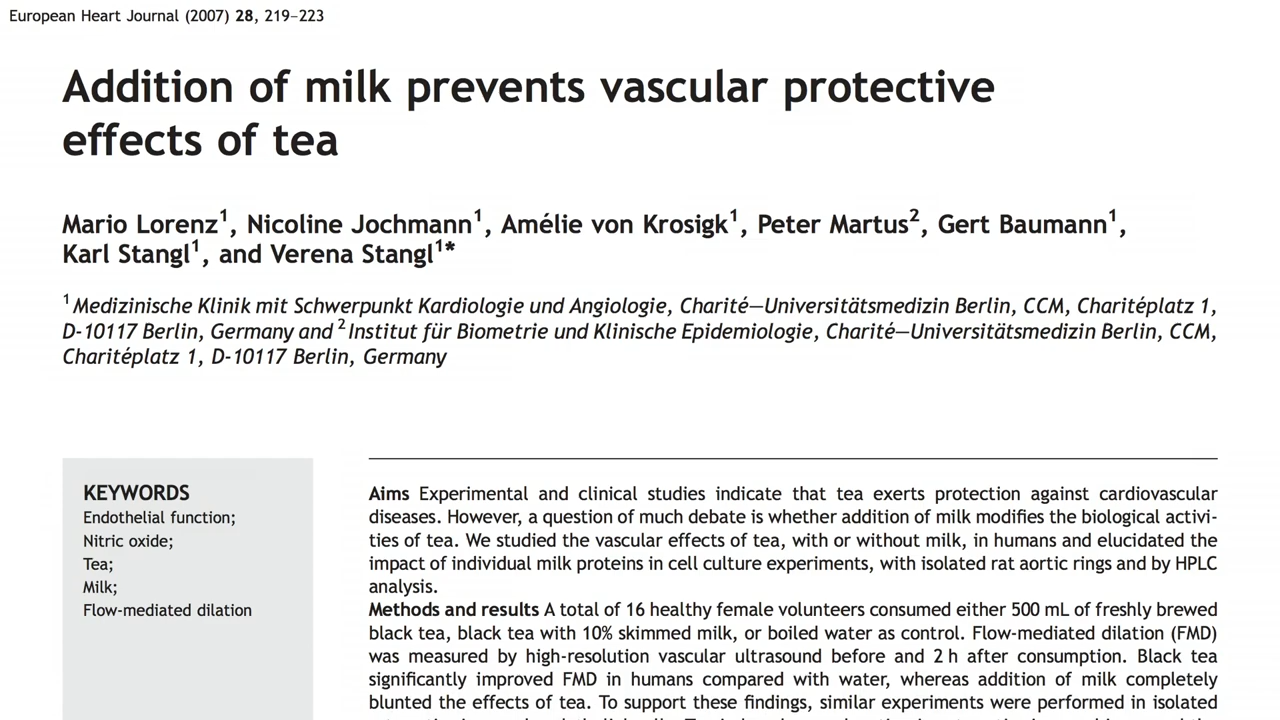 European Heart Journal (2007) 28, 219–223
Addition of milk prevents vascular protective
effects of tea
Mario Lorenz1, Nicoline Jochmann1, Amélie von Krosigk1, Peter Martus2, Gert Baumann1,
Karl Stangl1, and Verena Stangl1*
1 Medizinische Klinik mit Schwerpunkt Kardiologie und Angiologie, Charité—Universitätsmedizin Berlin, CCM, Charitéplatz 1,
D-10117 Berlin, Germany and 2 Institut für Biometrie und Klinische Epidemiologie, Charité—Universitätsmedizin Berlin, CCM,
Charitéplatz 1, D-10117 Berlin, Germany
KEYWORDS
Endothelial function;
Nitric oxide;
Tea;
Milk;
Flow-mediated dilation
Aims Experimental and clinical studies indicate that tea exerts protection against cardiovascular
diseases. However, a question of much debate is whether addition of milk modifies the biological activi-
ties of tea. We studied the vascular effects of tea, with or without milk, in humans and elucidated the
impact of individual milk proteins in cell culture experiments, with isolated rat aortic rings and by HPLC
analysis.
Methods and results A total of 16 healthy female volunteers consumed either 500 mL of freshly brewed
black tea, black tea with 10% skimmed milk, or boiled water as control. Flow-mediated dilation (FMD)
was measured by high-resolution vascular ultrasound before and 2 h after consumption. Black tea
significantly improved FMD in humans compared with water, whereas addition of milk completely
blunted the effects of tea. To support these findings, similar experiments were performed in isolated